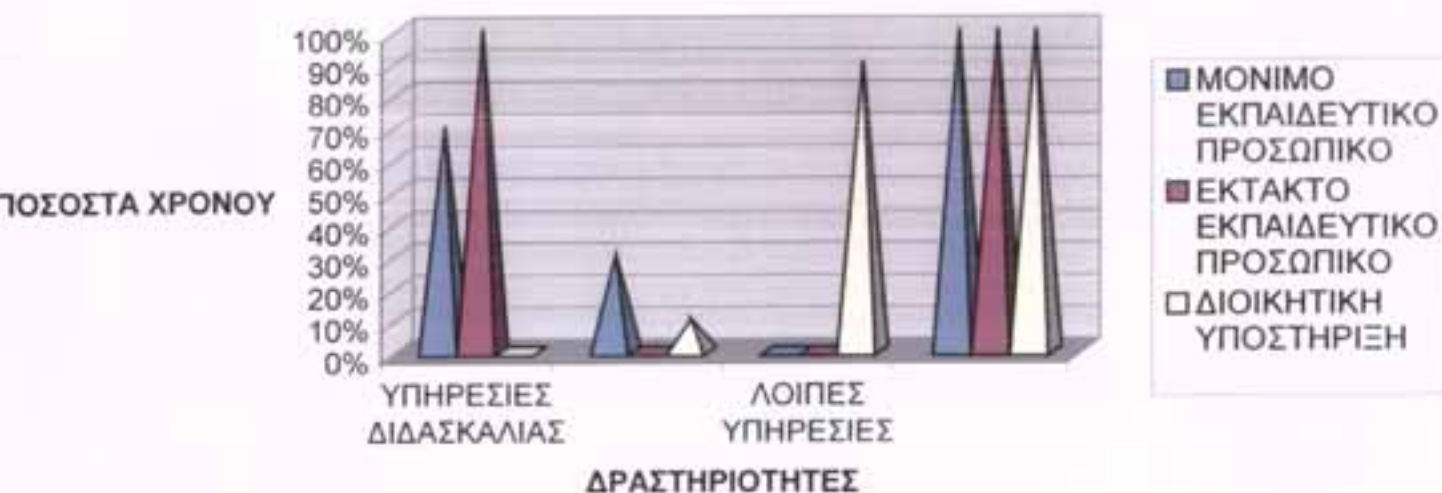 100%
90%
80%
70%
60%
50%
40%
30%
20%
10%
0%
ΠΟΣΟΣΤΑ ΧΡΟΝΟΥ
ΥΠΗΡΕΣΙΕΣ
ΔΙΔΑΣΚΑΛΙΑΣ
ΛΟΙΠΕΣ
ΥΠΗΡΕΣΙΕΣ
ΔΡΑΣΤΗΡΙΟΤΗΤΕΣ
ΜΟΝΙΜΟ
ΕΚΠΑΙΔΕΥΤΙΚΟ
ΠΡΟΣΩΠΙΚΟ
ΕΚΤΑΚΤΟ
ΕΚΠΑΙΔΕΥΤΙΚΟ
ΠΡΟΣΩΠΙΚΟ
ΔΙΟΙΚΗΤΙΚΗ
ΥΠΟΣΤΗΡΙΞΗ